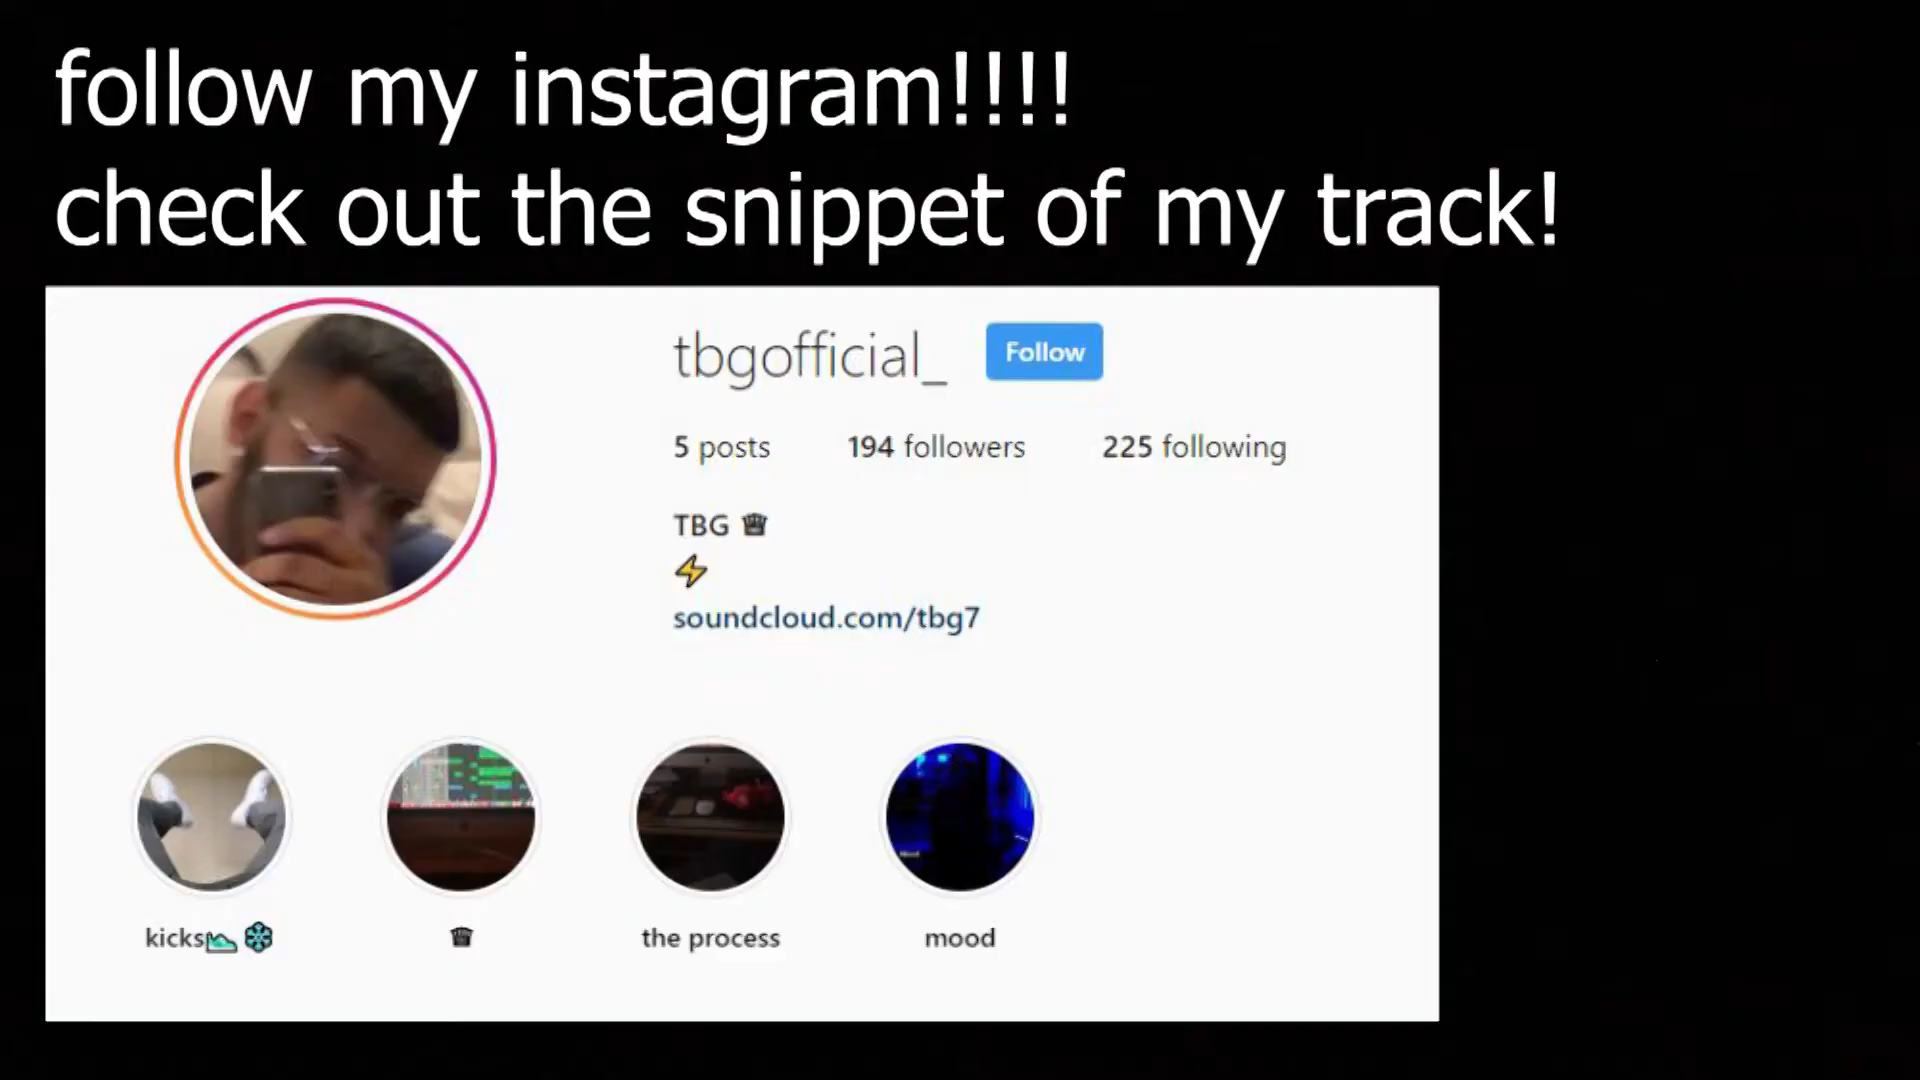 follow my instagram!!!!
check out the snippet of my track!
tbgofficial_ Follow
5 posts 194 followers 225 following
TBG ♛
⚡
soundcloud.com/tbg7
kicks👟❄ ♛ the process mood